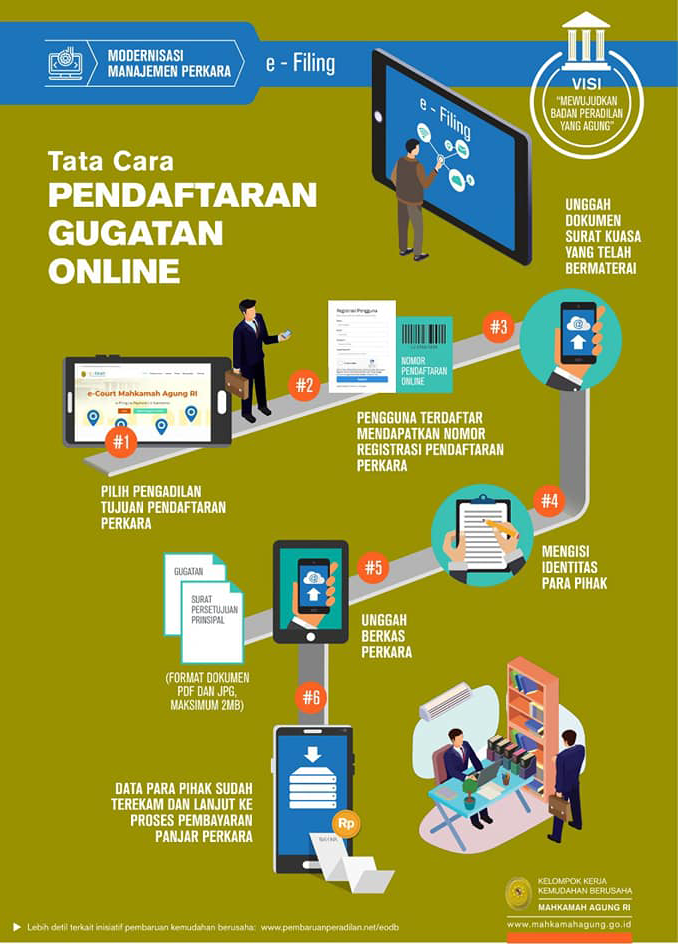 MODERNISASI
MANAJEMEN PERKARA
e - Filing
VISI
"MEWUJUDKAN
BADAN PERADILAN
YANG AGUNG"
e - Filing
Tata Cara
PENDAFTARAN
GUGATAN
ONLINE
UNGGAH
DOKUMEN
SURAT KUASA
YANG TELAH
BERMATERAI
#3
Registrasi Pengguna
NOMOR
PENDAFTARAN
ONLINE
#2
e-Court Mahkamah Agung RI
#1
PENGGUNA TERDAFTAR
MENDAPATKAN NOMOR
REGISTRASI PENDAFTARAN
PERKARA
PILIH PENGADILAN
TUJUAN PENDAFTARAN
PERKARA
#4
MENGISI
IDENTITAS
PARA PIHAK
#5
GUGATAN
SURAT
PERSETUJUAN
PRINSIPAL
UNGGAH
BERKAS
PERKARA
(FORMAT DOKUMEN
PDF DAN JPG,
MAKSIMUM 2MB)
#6
DATA PARA PIHAK SUDAH
TEREKAM DAN LANJUT KE
PROSES PEMBAYARAN
PANJAR PERKARA
Rp
KELOMPOK KERJA
KEMUDAHAN BERUSAHA
MAHKAMAH AGUNG RI
www.mahkamahagung.go.id
Lebih detil terkait inisiatif pembaruan kemudahan berusaha: www.pembaruanperadilan.net/eodb